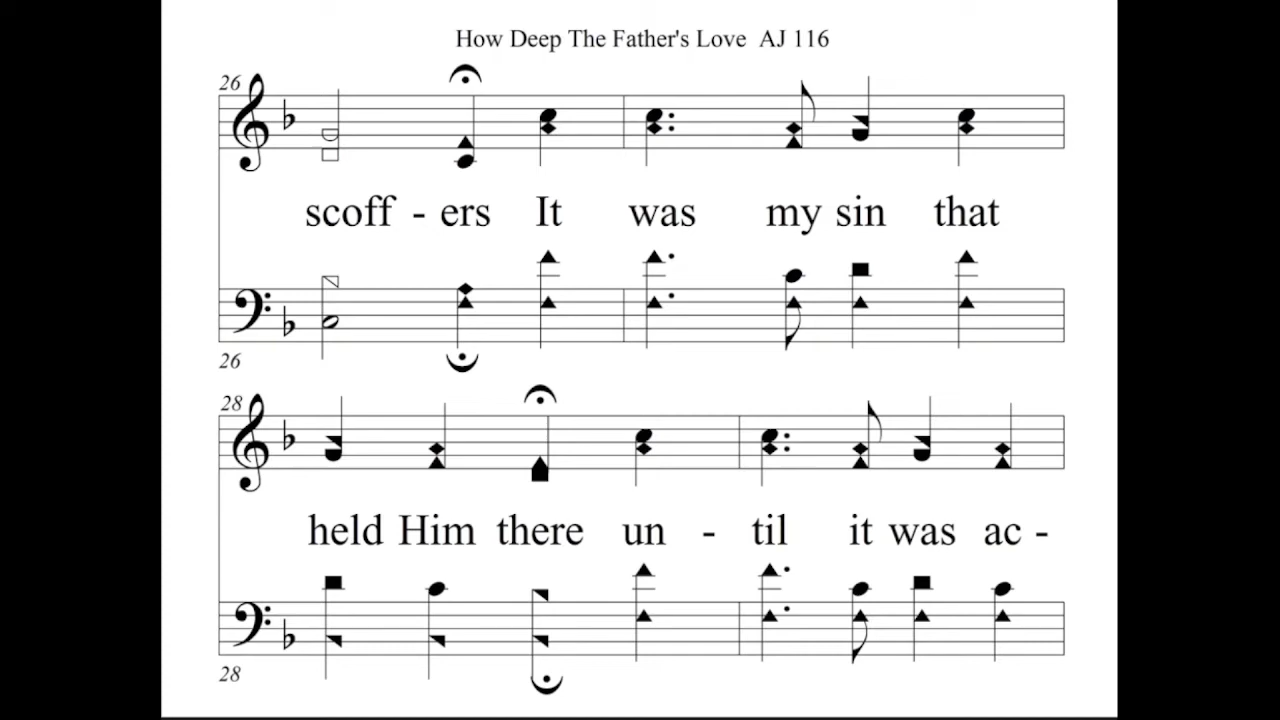 How Deep The Father's Love AJ 116
26
scoff - ers It was my sin that
26
28
held Him there un - til it was ac -
28